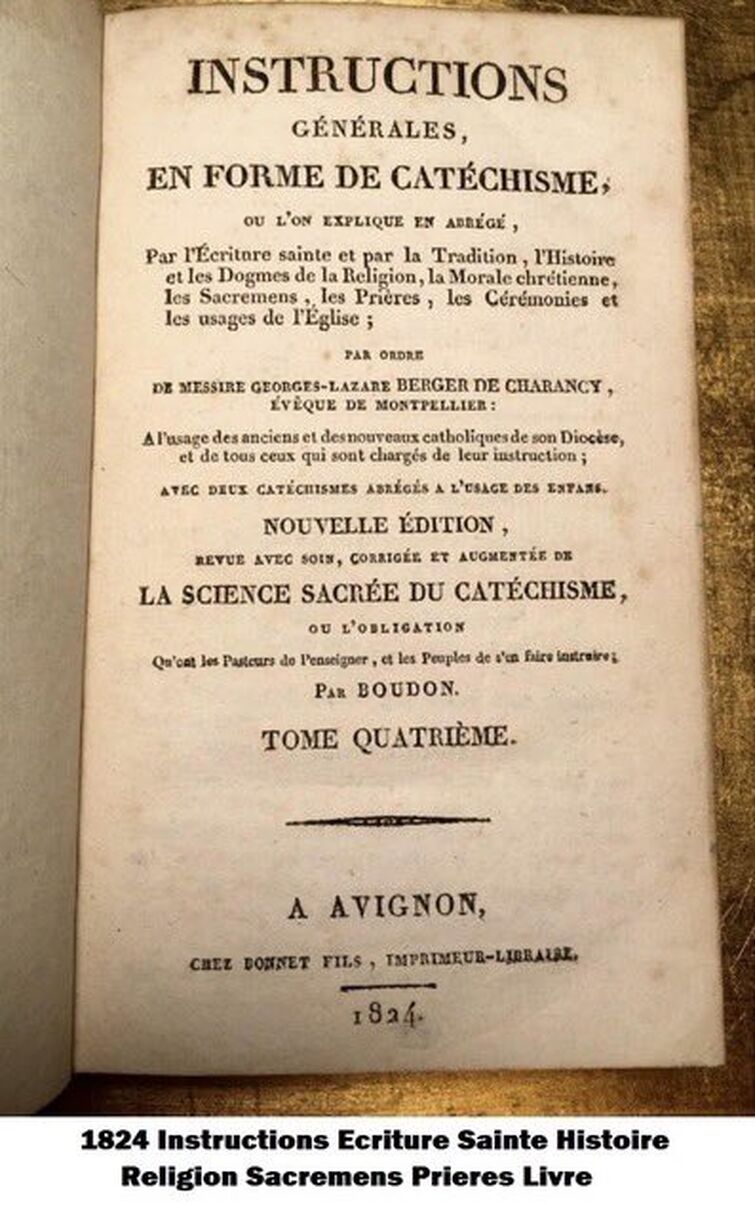 INSTRUCTIONS
GÉNÉRALES,
EN FORME DE CATÉCHISME,
OU L'ON EXPLIQUE EN ABRÉGÉ,
Par l'Écriture sainte et par la Tradition, l'Histoire
et les Dogmes de la Religion, la Morale chrétienne,
les Sacremens, les Prières, les Cérémonies et
les usages de l'Église;
PAR ORDRE
DE MESSIRE GEORGES-LAZARE BERGER DE CHARANCY,
ÉVÊQUE DE MONTPELLIER:
A l'usage des anciens et des nouveaux catholiques de son Diocèse,
et de tous ceux qui sont chargés de leur instruction;
AVEC DEUX CATÉCHISMES ABRÉGÉS A L'USAGE DES ENFANS.
NOUVELLE ÉDITION,
REVUE AVEC SOIN, CORRIGÉE ET AUGMENTÉE DE
LA SCIENCE SACRÉE DU CATÉCHISME,
OU L'OBLIGATION
Qu'ont les Pasteurs de l'enseigner, et les Peuples de s'en faire instruire;
PAR BOUDON.
TOME QUATRIÈME.
A AVIGNON,
CHEZ BONNET FILS, IMPRIMEUR-LIBRAIRE.
1824.
1824 Instructions Ecriture Sainte Histoire
Religion Sacremens Prieres Livre